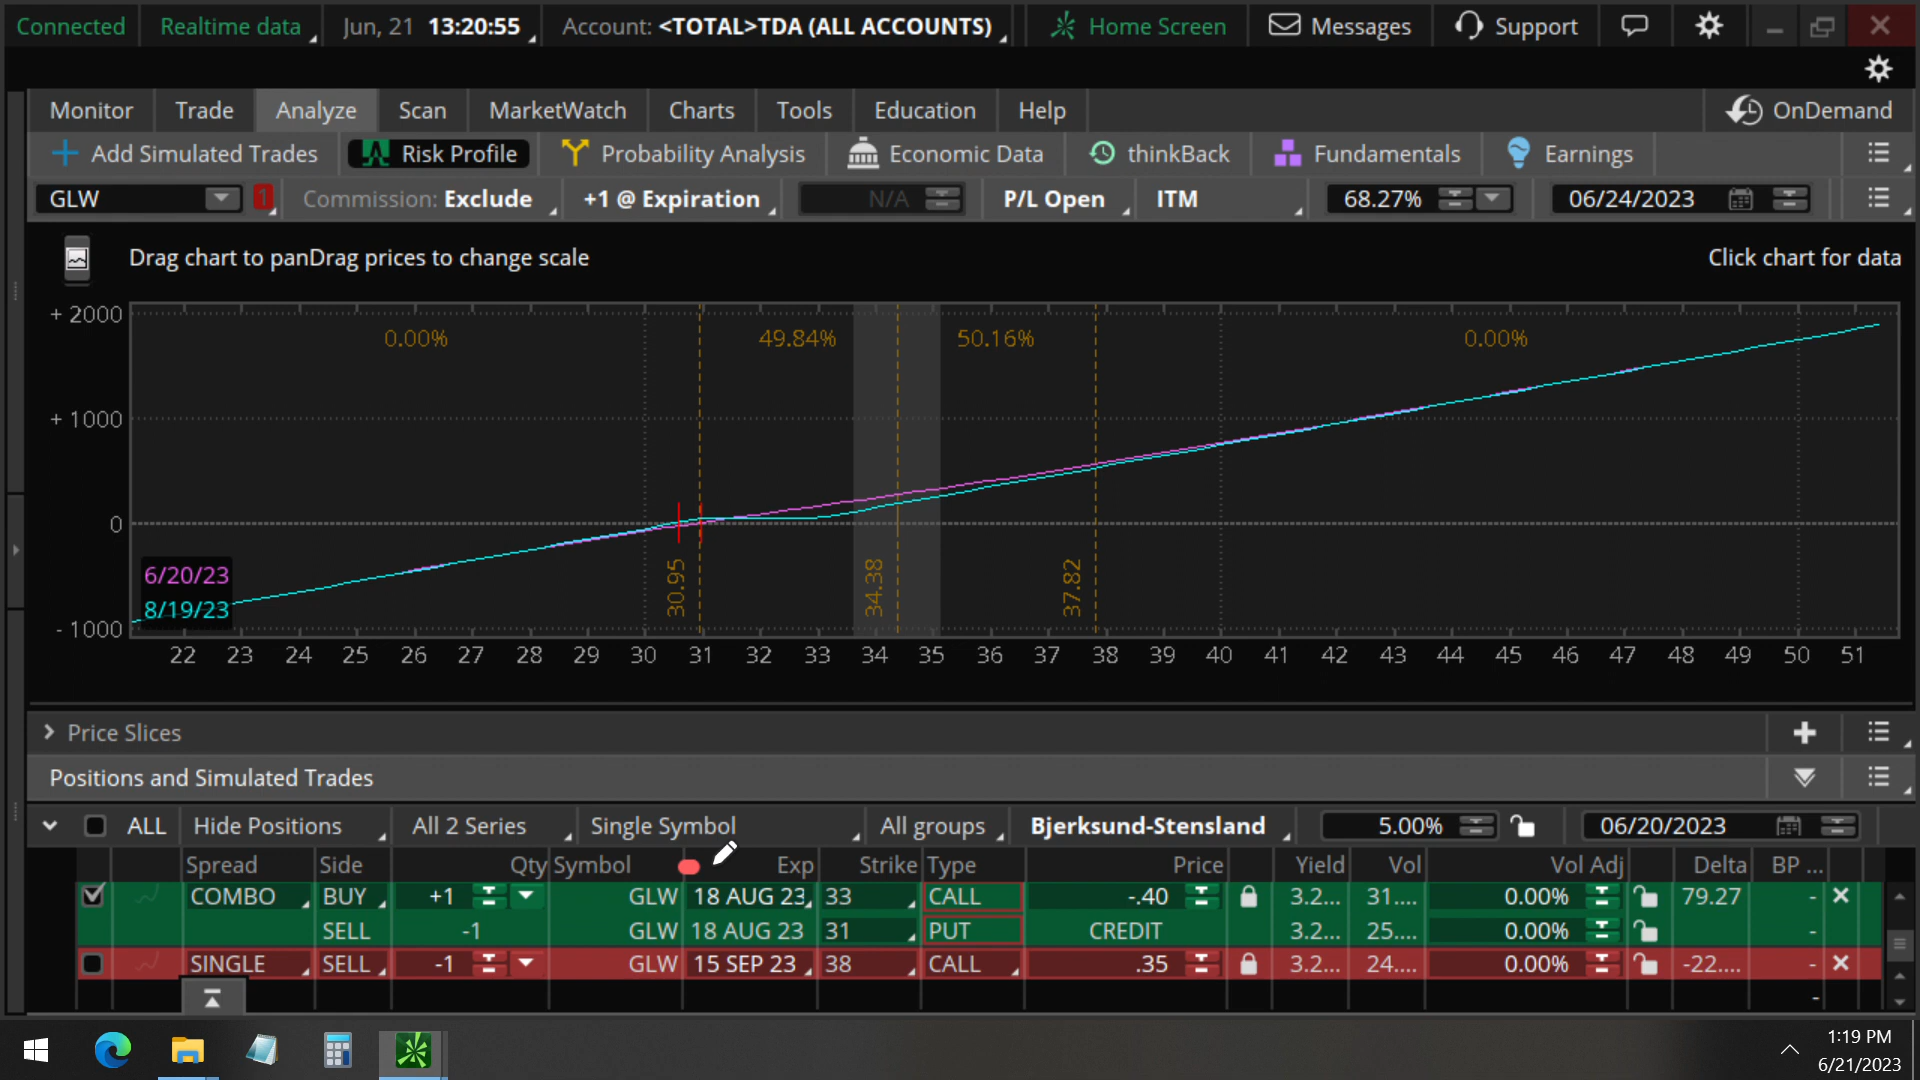 Connected Realtime data Jun, 21 13:20:55 Account: <TOTAL>TDA (ALL ACCOUNTS) Home Screen Messages Support
Monitor Trade Analyze Scan MarketWatch Charts Tools Education Help OnDemand
Add Simulated Trades Risk Profile Probability Analysis Economic Data thinkBack Fundamentals Earnings
GLW 1 Commission: Exclude +1 @ Expiration N/A P/L Open ITM 68.27% 06/24/2023
Drag chart to panDrag prices to change scale Click chart for data
+ 2000
0.00% 49.84% 50.16% 0.00%
+ 1000
0
6/20/23
8/19/23
30.95 34.38 37.82
- 1000
22 23 24 25 26 27 28 29 30 31 32 33 34 35 36 37 38 39 40 41 42 43 44 45 46 47 48 49 50 51
Price Slices
Positions and Simulated Trades
ALL Hide Positions All 2 Series Single Symbol All groups Bjerksund-Stensland 5.00% 06/20/2023
Spread Side Qty Symbol Exp Strike Type Price Yield Vol Vol Adj Delta BP ...
COMBO BUY +1 GLW 18 AUG 23 33 CALL -.40 3.2... 31.... 0.00% 79.27 -
SELL -1 GLW 18 AUG 23 31 PUT CREDIT 3.2... 25.... 0.00% -
SINGLE SELL -1 GLW 15 SEP 23 38 CALL .35 3.2... 24.... 0.00% -22.... -
-
1:19 PM
6/21/2023